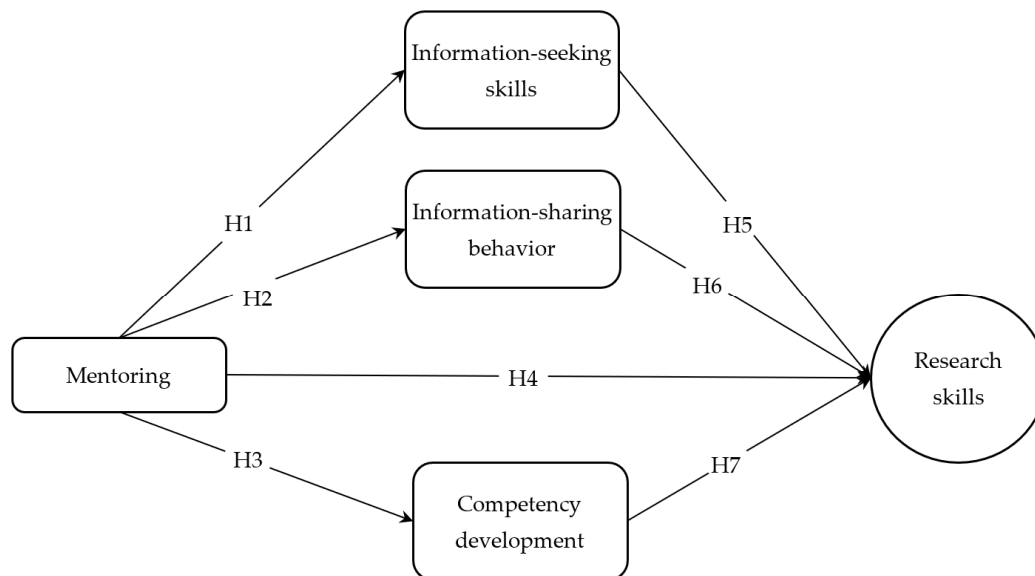 Information-seeking
skills
H1
Information-sharing
behavior
H5
H2
H6
Mentoring
H4
Research
skills
H3
H7
Competency
development